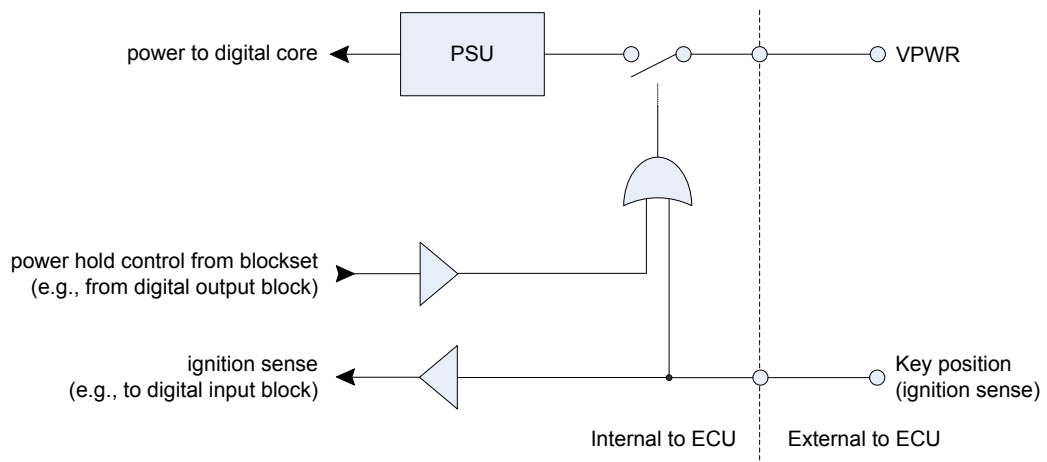 power to digital core
PSU
VPWR
power hold control from blockset
(e.g., from digital output block)
ignition sense
(e.g., to digital input block)
Key position
(ignition sense)
Internal to ECU
External to ECU